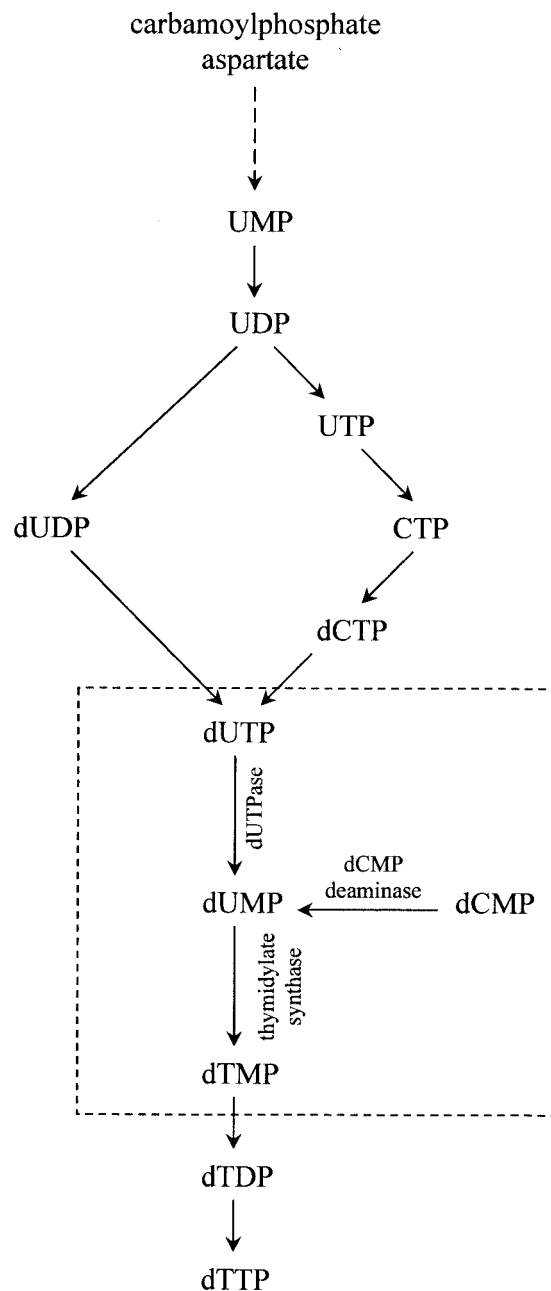 carbamoylphosphate
aspartate
UMP
UDP
UTP
dUDP
CTP
dCTP
dUTP
dUTPase
dUMP
dCMP
deaminase
dCMP
thymidylate
synthase
dTMP
dTDP
dTTP